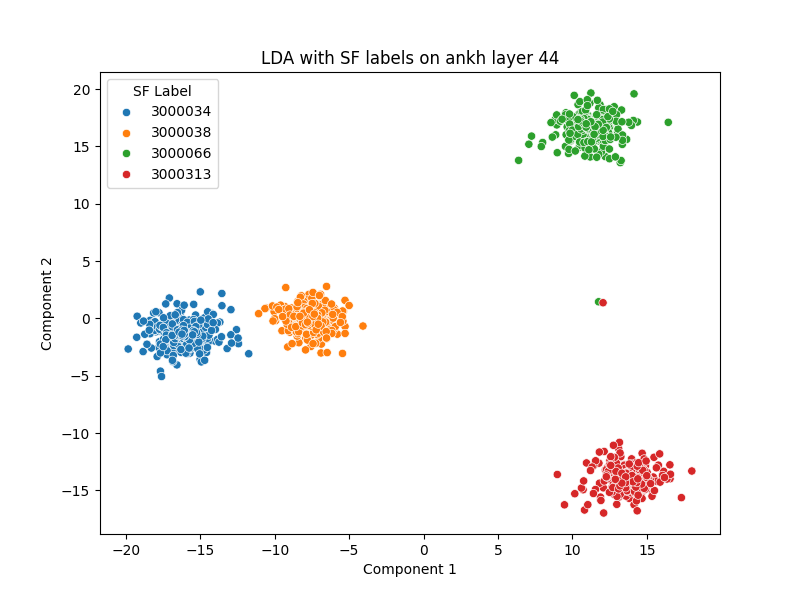 LDA with SF labels on ankh layer 44
SF Label
3000034
3000038
3000066
3000313
20
15
10
5
0
−5
−10
−15
Component 2
−20 −15 −10 −5 0 5 10 15
Component 1